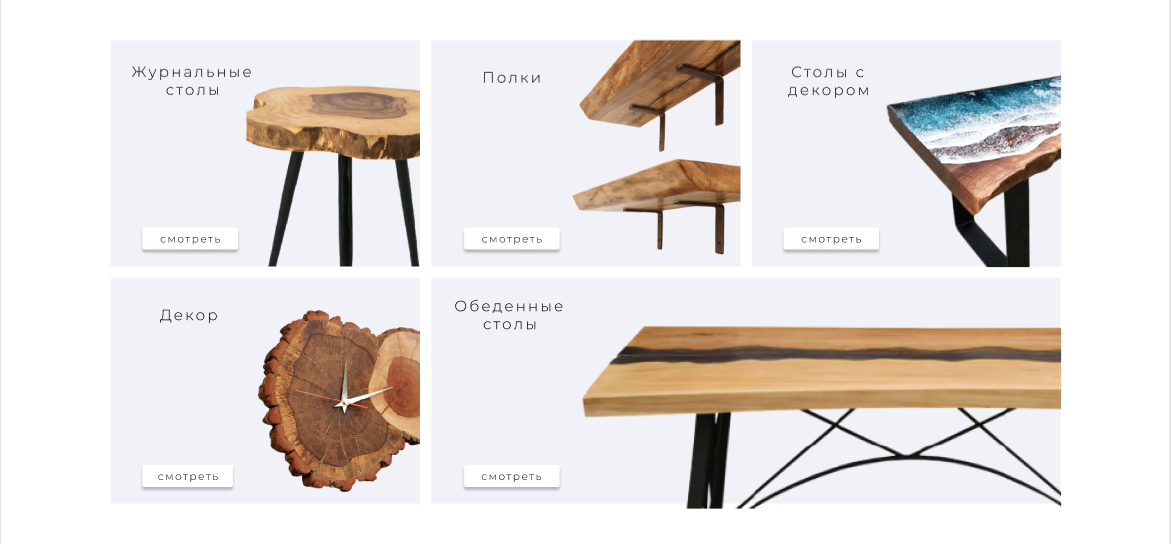 Журнальные
столы
смотреть
Полки
смотреть
Столы с
декором
смотреть
Декор
смотреть
Обеденные
столы
смотреть